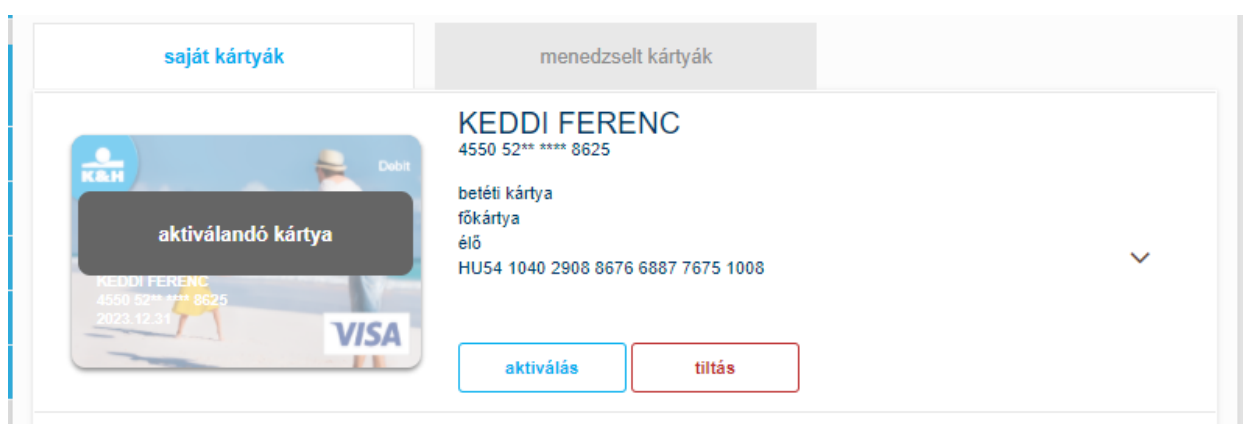 saját kártyák
menedzselt kártyák
K&H
Debit
aktiválandó kártya
KEDDI FERENC
4550 52** **** 8625
2023.12.31
VISA
KEDDI FERENC
4550 52** **** 8625
betéti kártya
főkártya
élő
HU54 1040 2908 8676 6887 7675 1008
aktiválás
tiltás